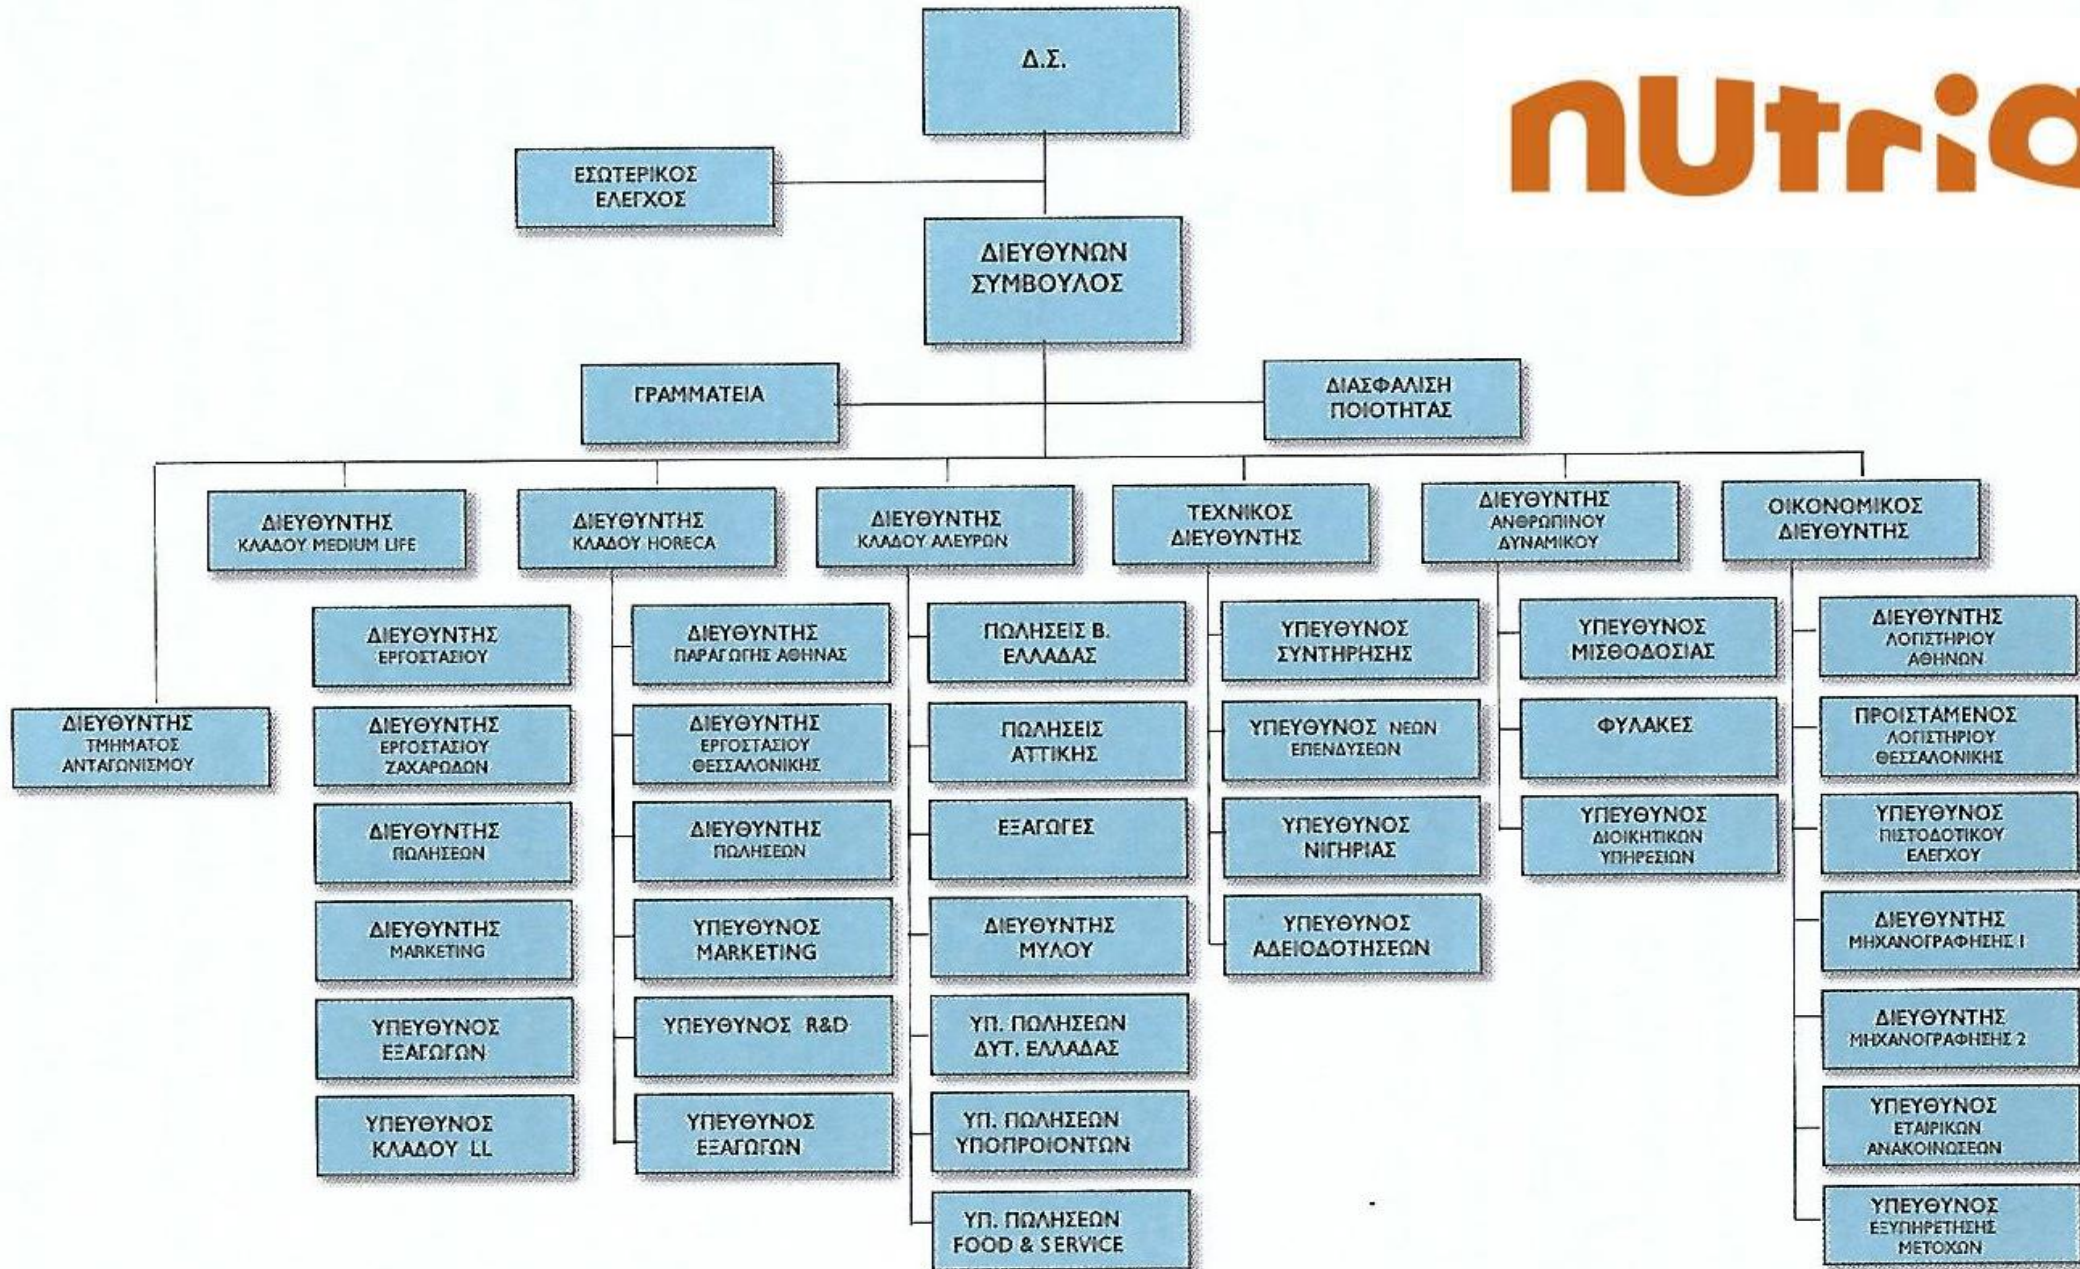 Δ.Σ.
ΕΣΩΤΕΡΙΚΟΣ
ΕΛΕΓΧΟΣ
ΔΙΕΥΘΥΝΩΝ
ΣΥΜΒΟΥΛΟΣ
ΓΡΑΜΜΑΤΕΙΑ
ΔΙΑΣΦΑΛΙΣΗ
ΠΟΙΟΤΗΤΑΣ
ΔΙΕΥΘΥΝΤΗΣ
ΤΜΗΜΑΤΟΣ
ΑΝΤΑΓΩΝΙΣΜΟΥ
ΔΙΕΥΘΥΝΤΗΣ
ΚΛΑΔΟΥ MEDIUM LIFE
ΔΙΕΥΘΥΝΤΗΣ
ΕΡΓΟΣΤΑΣΙΟΥ
ΔΙΕΥΘΥΝΤΗΣ
ΕΡΓΟΣΤΑΣΙΟΥ
ΖΑΧΑΡΩΔΩΝ
ΔΙΕΥΘΥΝΤΗΣ
ΠΩΛΗΣΕΩΝ
ΔΙΕΥΘΥΝΤΗΣ
MARKETING
ΥΠΕΥΘΥΝΟΣ
ΕΞΑΓΩΓΩΝ
ΥΠΕΥΘΥΝΟΣ
ΚΛΑΔΟΥ LL
ΔΙΕΥΘΥΝΤΗΣ
ΚΛΑΔΟΥ HORECA
ΔΙΕΥΘΥΝΤΗΣ
ΠΑΡΑΓΩΓΗΣ ΑΘΗΝΑΣ
ΔΙΕΥΘΥΝΤΗΣ
ΕΡΓΟΣΤΑΣΙΟΥ
ΘΕΣΣΑΛΟΝΙΚΗΣ
ΔΙΕΥΘΥΝΤΗΣ
ΠΩΛΗΣΕΩΝ
ΥΠΕΥΘΥΝΟΣ
MARKETING
ΥΠΕΥΘΥΝΟΣ R&D
ΥΠΕΥΘΥΝΟΣ
ΕΞΑΓΩΓΩΝ
ΔΙΕΥΘΥΝΤΗΣ
ΚΛΑΔΟΥ ΑΛΕΥΡΩΝ
ΠΩΛΗΣΕΙΣ Β.
ΕΛΛΑΔΑΣ
ΠΩΛΗΣΕΙΣ
ΑΤΤΙΚΗΣ
ΕΞΑΓΩΓΕΣ
ΔΙΕΥΘΥΝΤΗΣ
ΜΥΛΟΥ
ΥΠ. ΠΩΛΗΣΕΩΝ
ΔΥΤ. ΕΛΛΑΔΑΣ
ΥΠ. ΠΩΛΗΣΕΩΝ
ΥΠΟΠΡΟΙΟΝΤΩΝ
ΥΠ. ΠΩΛΗΣΕΩΝ
FOOD & SERVICE
ΤΕΧΝΙΚΟΣ
ΔΙΕΥΘΥΝΤΗΣ
ΥΠΕΥΘΥΝΟΣ
ΣΥΝΤΗΡΗΣΗΣ
ΥΠΕΥΘΥΝΟΣ ΝΕΩΝ
ΕΠΕΝΔΥΣΕΩΝ
ΥΠΕΥΘΥΝΟΣ
ΝΙΓΗΡΙΑΣ
ΥΠΕΥΘΥΝΟΣ
ΑΔΕΙΟΔΟΤΗΣΕΩΝ
ΔΙΕΥΘΥΝΤΗΣ
ΑΝΘΡΩΠΙΝΟΥ
ΔΥΝΑΜΙΚΟΥ
ΥΠΕΥΘΥΝΟΣ
ΜΙΣΘΟΔΟΣΙΑΣ
ΦΥΛΑΚΕΣ
ΥΠΕΥΘΥΝΟΣ
ΔΙΟΙΚΗΤΙΚΩΝ
ΥΠΗΡΕΣΙΩΝ
ΟΙΚΟΝΟΜΙΚΟΣ
ΔΙΕΥΘΥΝΤΗΣ
ΔΙΕΥΘΥΝΤΗΣ
ΛΟΓΙΣΤΗΡΙΟΥ
ΑΘΗΝΩΝ
ΠΡΟΙΣΤΑΜΕΝΟΣ
ΛΟΓΙΣΤΗΡΙΟΥ
ΘΕΣΣΑΛΟΝΙΚΗΣ
ΥΠΕΥΘΥΝΟΣ
ΠΙΣΤΟΔΟΤΙΚΟΥ
ΕΛΕΓΧΟΥ
ΔΙΕΥΘΥΝΤΗΣ
ΜΗΧΑΝΟΓΡΑΦΗΣΗΣ 1
ΔΙΕΥΘΥΝΤΗΣ
ΜΗΧΑΝΟΓΡΑΦΗΣΗΣ 2
ΥΠΕΥΘΥΝΟΣ
ΕΤΑΙΡΙΚΩΝ
ΑΝΑΚΟΙΝΩΣΕΩΝ
ΥΠΕΥΘΥΝΟΣ
ΕΞΥΠΗΡΕΤΗΣΗΣ
ΜΕΤΟΧΩΝ